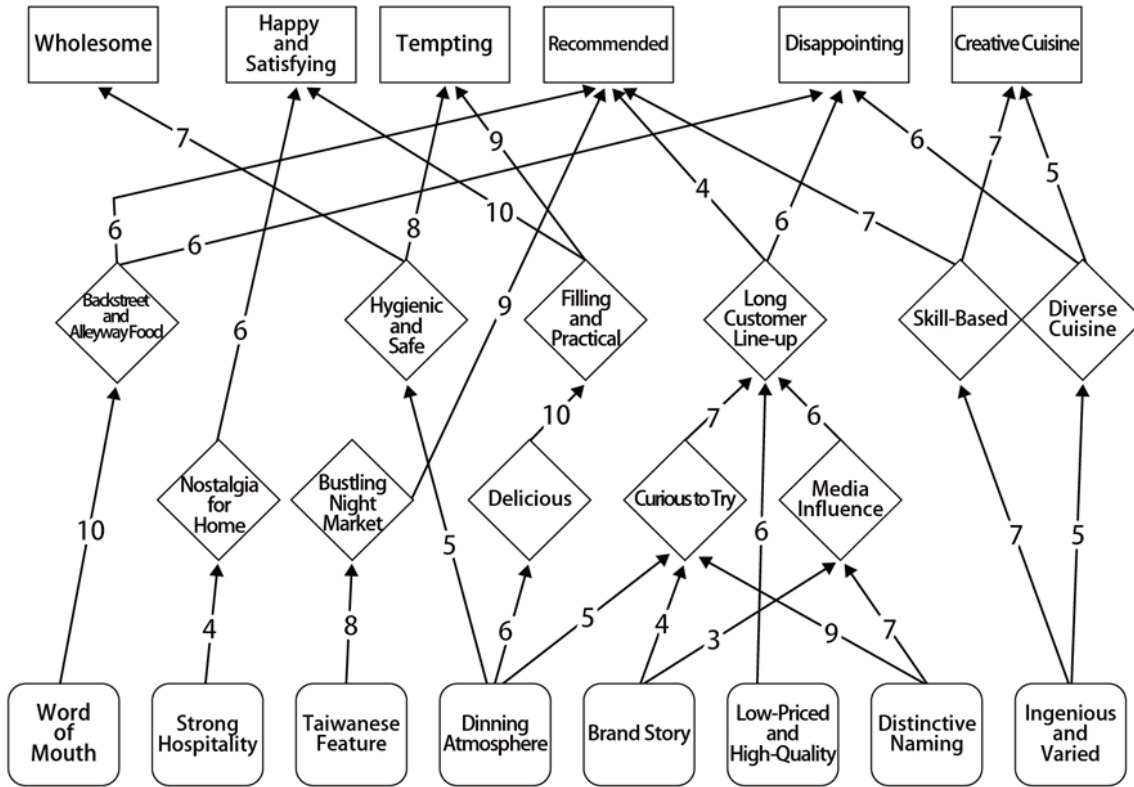 Wholesome
Happy
and
Satisfying
Tempting
Recommended
Disappointing
Creative Cuisine
7
9
6
7
5
10
4
6
8
6
7
6
9
6
Backstreet
and
Alleyway Food
Hygienic
and
Safe
Filling
and
Practical
Long
Customer
Line-up
Skill-Based
Diverse
Cuisine
10
7
6
Nostalgia
for
Home
Bustling
Night
Market
Delicious
Curious to Try
Media
Influence
10
5
6
7
5
4
8
6
5
4
3
9
7
Word
of
Mouth
Strong
Hospitality
Taiwanese
Feature
Dinning
Atmosphere
Brand Story
Low-Priced
and
High-Quality
Distinctive
Naming
Ingenious
and
Varied